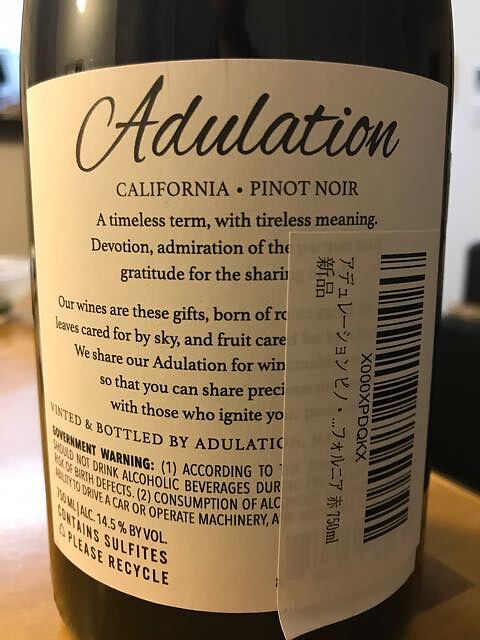 Adulation
CALIFORNIA • PINOT NOIR
A timeless term, with tireless meaning.
Devotion, admiration of the partner and
gratitude for the sharin
Our wines are these gifts, born of ro
leaves cared for by sky, and fruit care
We share our Adulation for win
so that you can share preci
with those who ignite yo
VINTED & BOTTLED BY ADULATION,
GOVERNMENT WARNING: (1) ACCORDING TO
SHOULD NOT DRINK ALCOHOLIC BEVERAGES DUR
RISK OF BIRTH DEFECTS. (2) CONSUMPTION OF ALC
ABILITY TO DRIVE A CAR OR OPERATE MACHINERY, A
750 ML | ALC. 14.5 % BY VOL.
CONTAINS SULFITES
PLEASE RECYCLE
X000XPDQKX
アデュレーション ピノ・...フォルニア 赤 750ml
新品